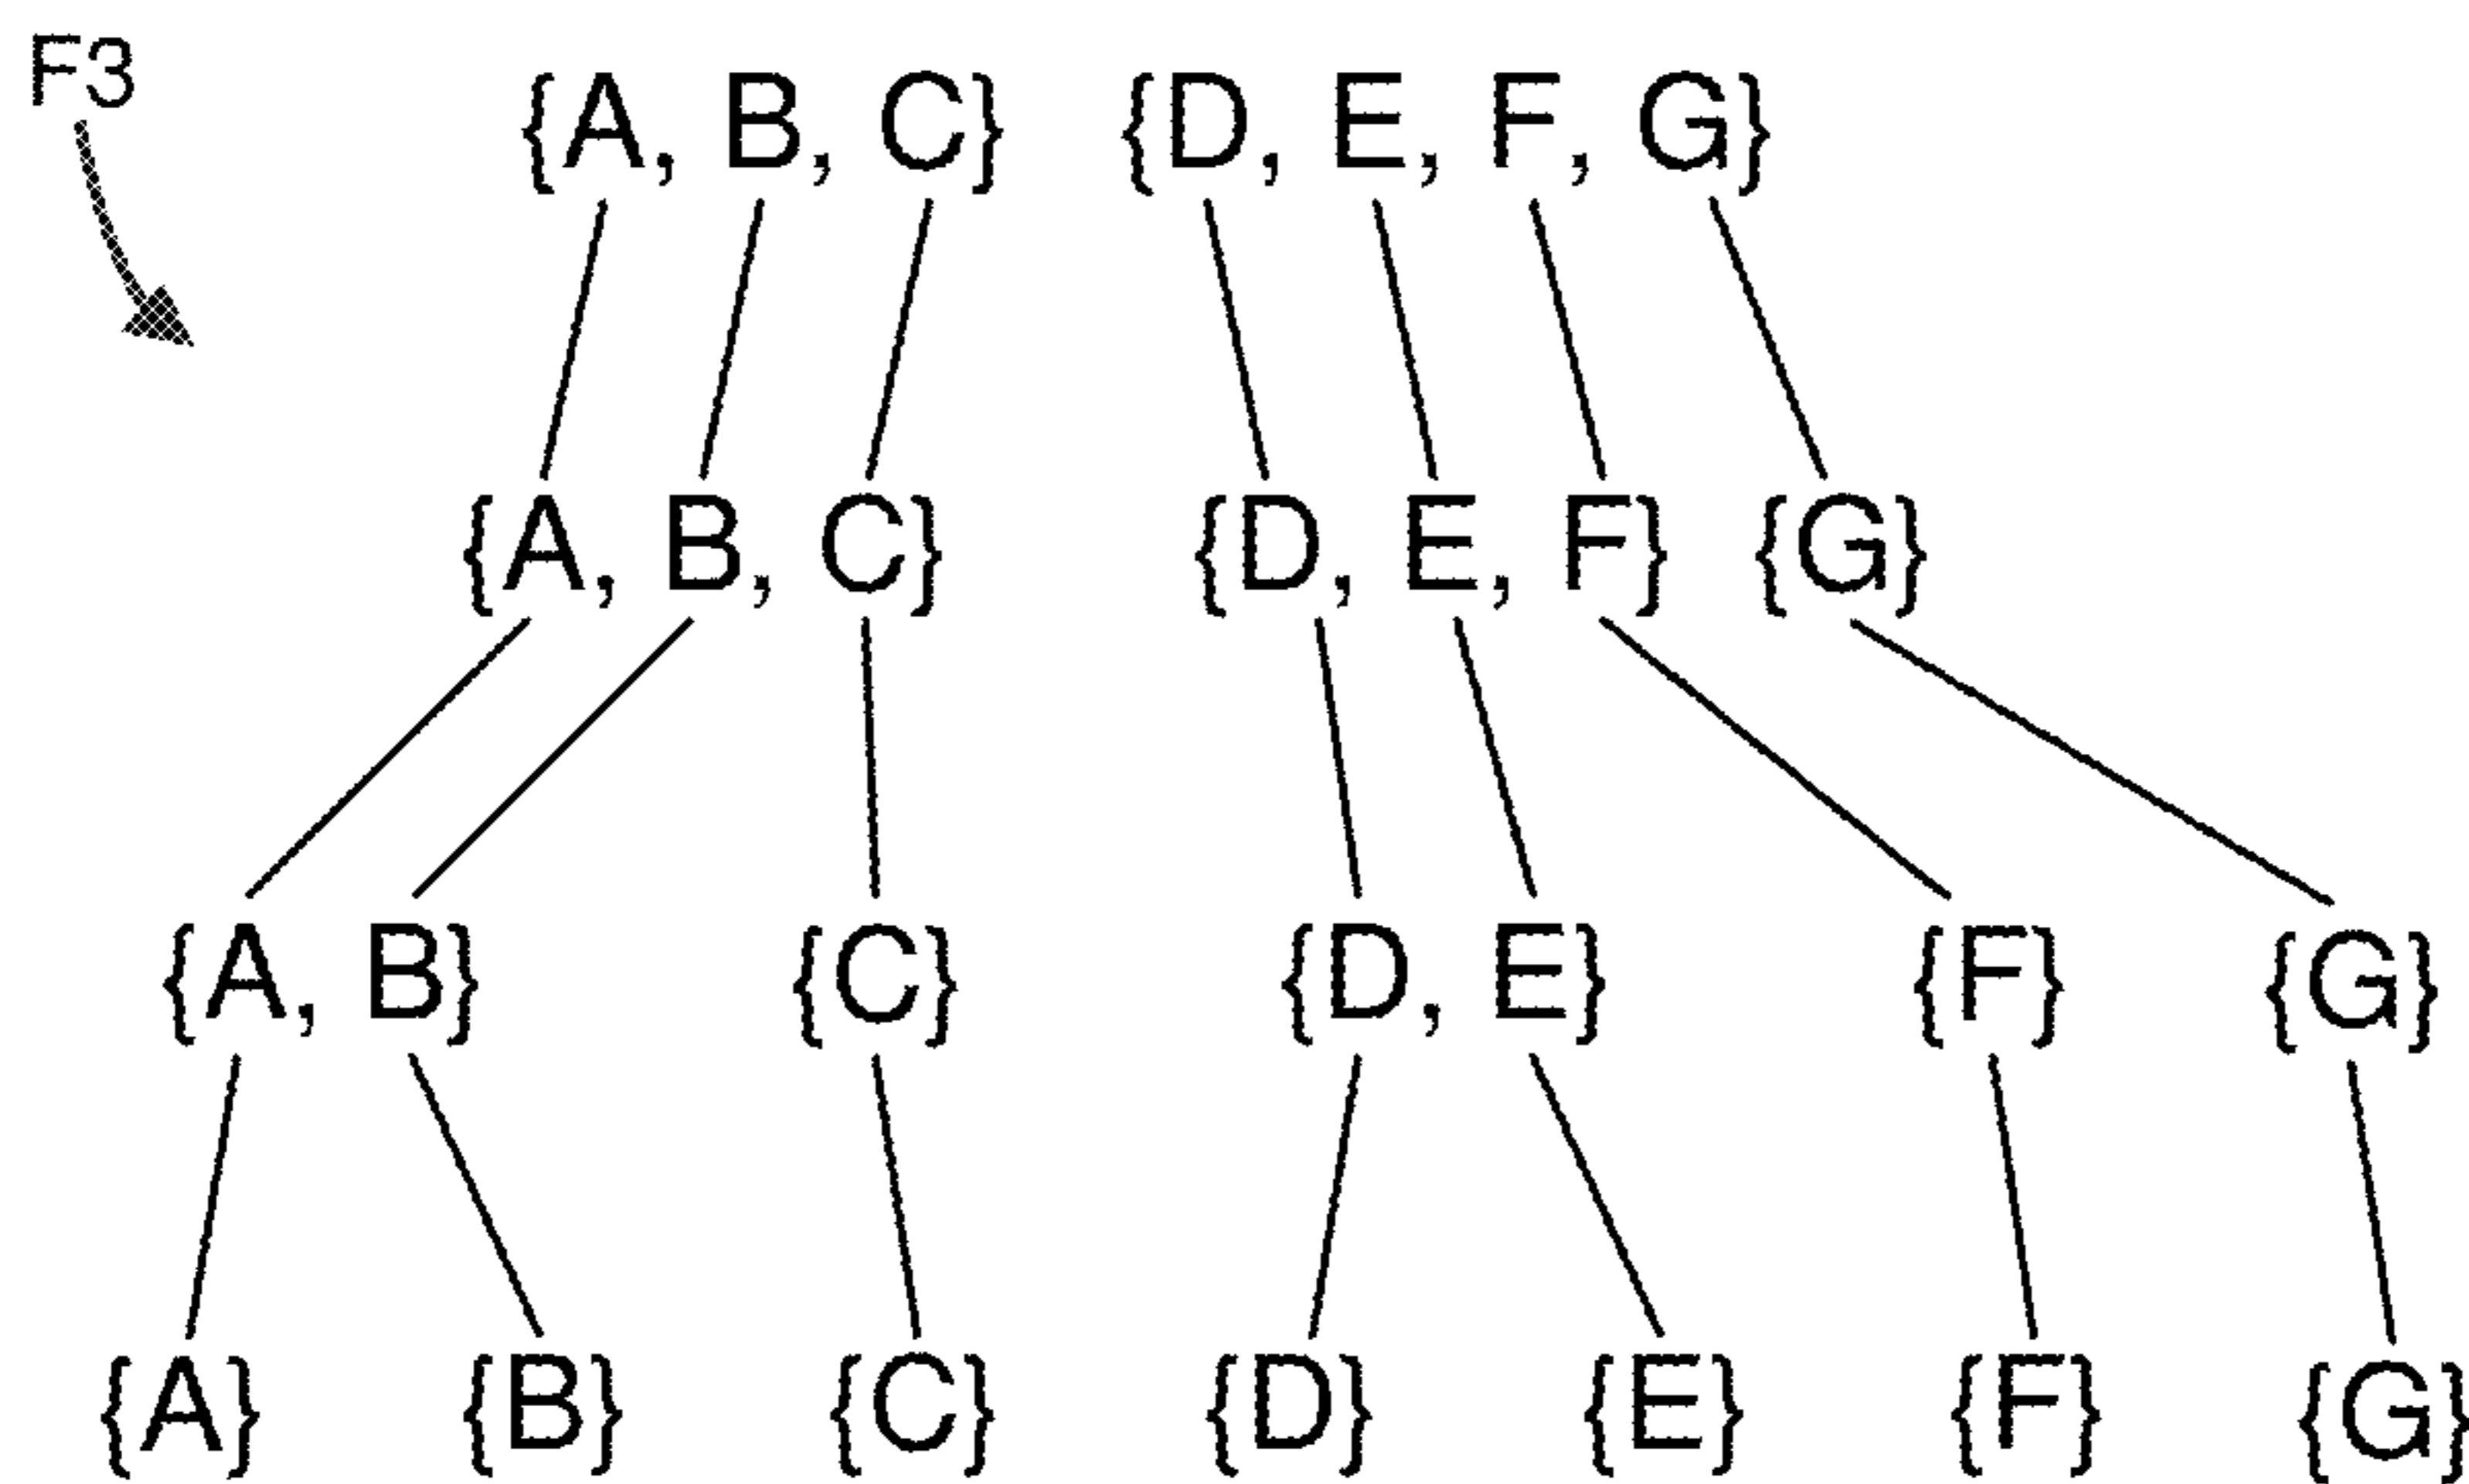 F3
{A, B, C} {D, E, F, G}
{A, B, C} {D, E, F} {G}
{A, B} {C} {D, E} {F} {G}
{A} {B} {C} {D} {E} {F} {G}